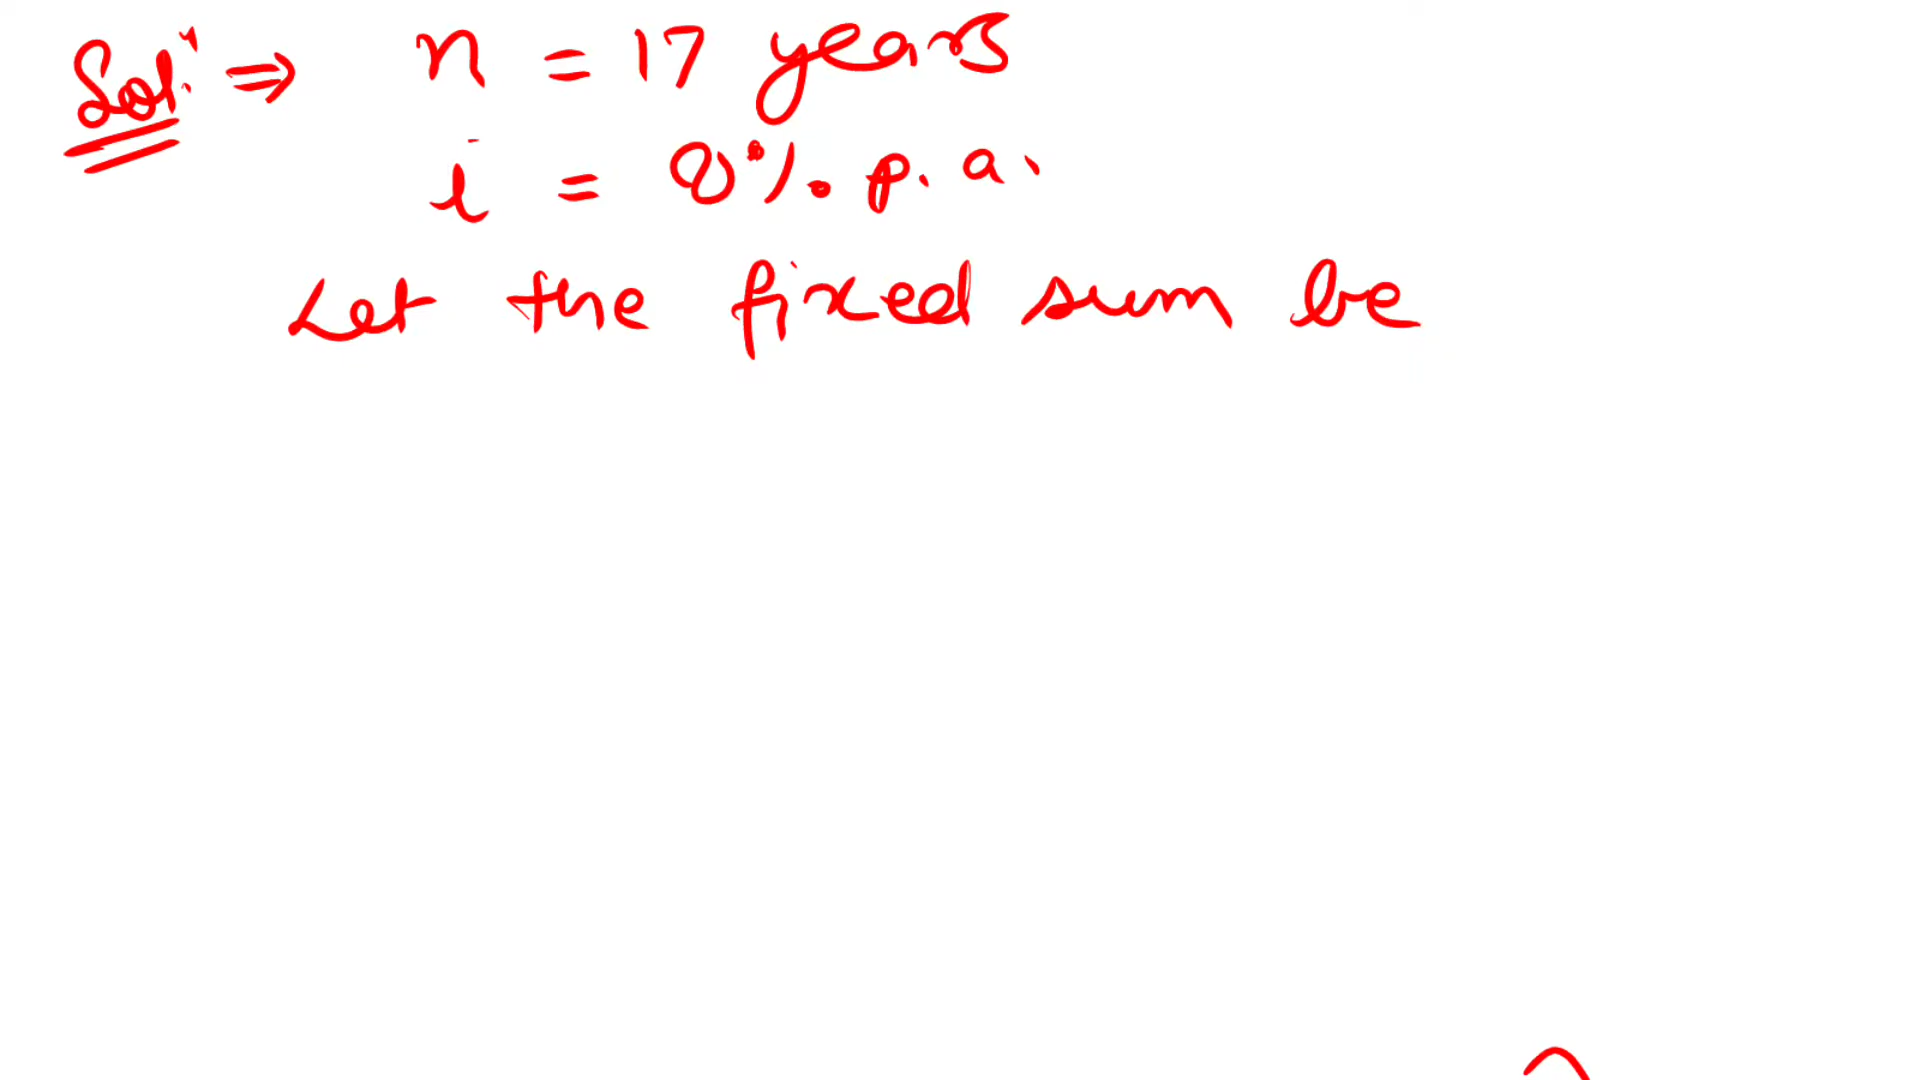 Sol.ⁿ ⇒ n = 17 years
i = 8% p.a.
Let the fixed sum be